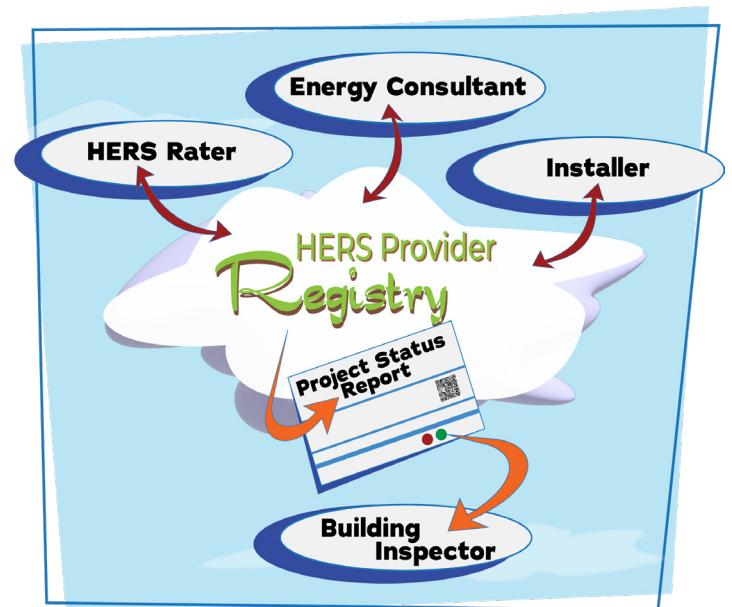 Energy Consultant
HERS Rater
Installer
HERS Provider
Registry
Project Status
Report
Building
Inspector